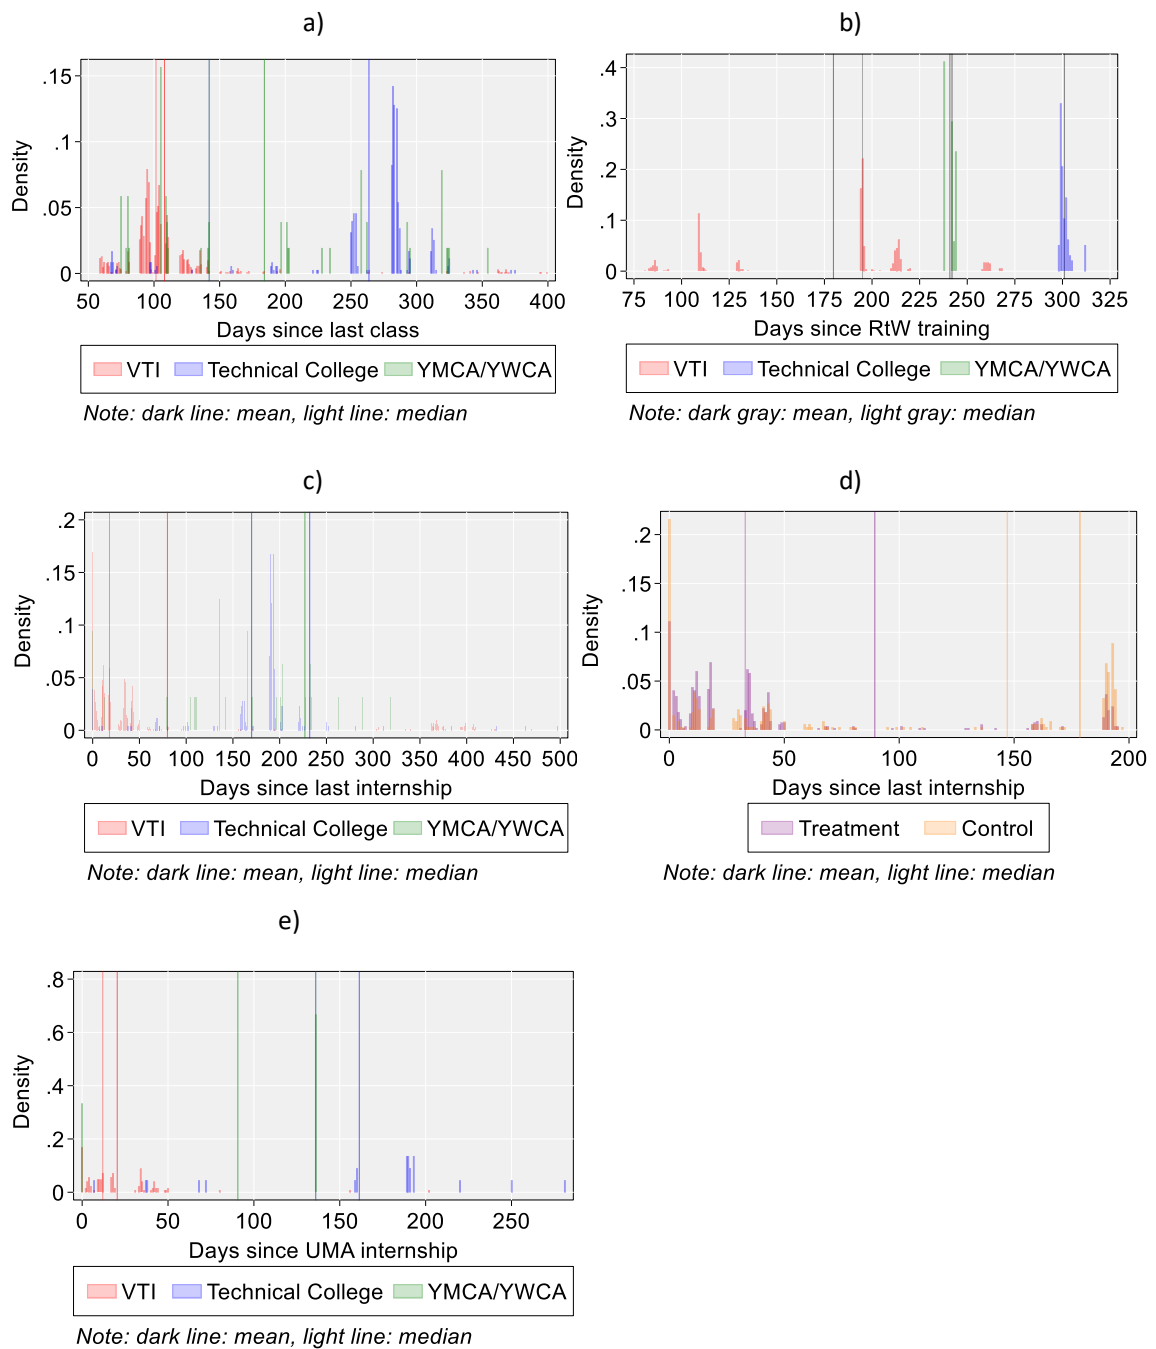 a)
.15
.1
.05
0
Density
50 100 150 200 250 300 350 400
Days since last class
VTI Technical College YMCA/YWCA
Note: dark line: mean, light line: median
b)
.4
.3
.2
.1
0
Density
75 100 125 150 175 200 225 250 275 300 325
Days since RtW training
VTI Technical College YMCA/YWCA
Note: dark gray: mean, light gray: median
c)
.2
.15
.1
.05
0
Density
0 50 100 150 200 250 300 350 400 450 500
Days since last internship
VTI Technical College YMCA/YWCA
Note: dark line: mean, light line: median
d)
.2
.15
.1
.05
0
Density
0 50 100 150 200
Days since last internship
Treatment Control
Note: dark line: mean, light line: median
e)
.8
.6
.4
.2
0
Density
0 50 100 150 200 250
Days since UMA internship
VTI Technical College YMCA/YWCA
Note: dark line: mean, light line: median